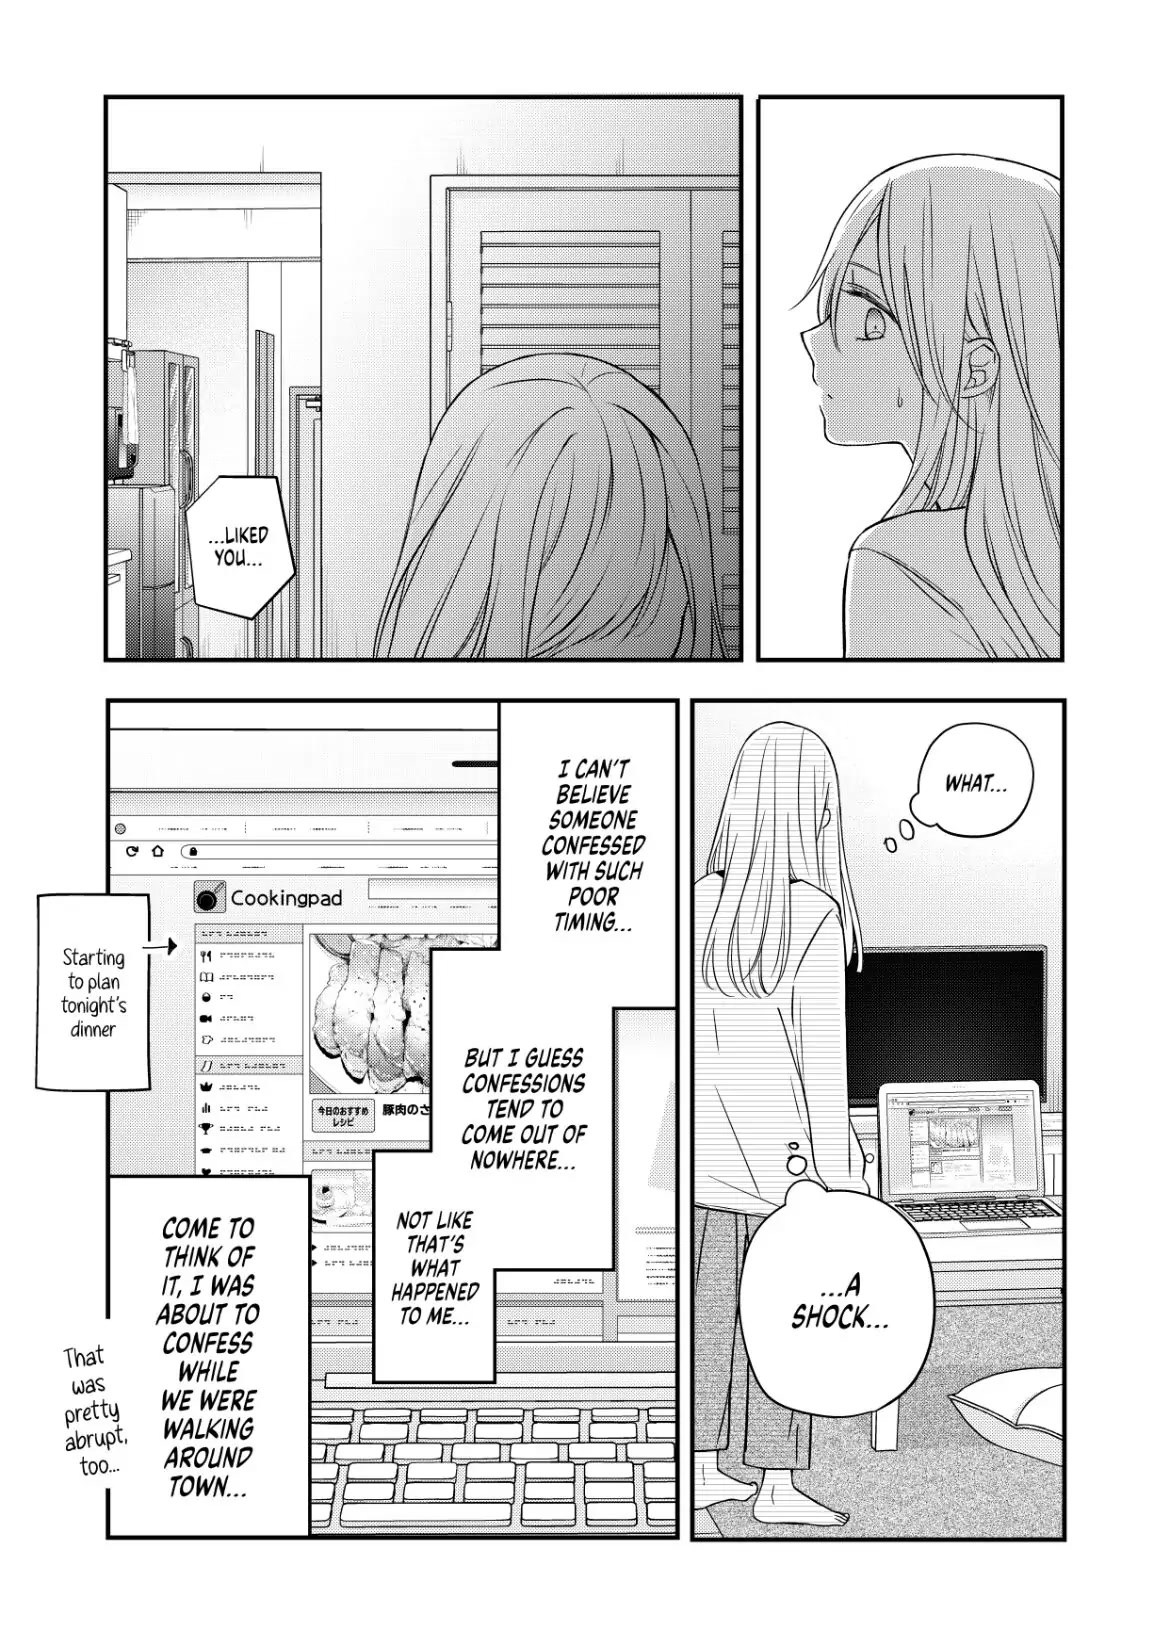 ...LIKED
YOU...
WHAT...
...A
SHOCK...
I CAN'T
BELIEVE
SOMEONE
CONFESSED
WITH SUCH
POOR
TIMING...
BUT I GUESS
CONFESSIONS
TEND TO
COME OUT OF
NOWHERE...
NOT LIKE
THAT'S
WHAT
HAPPENED
TO ME...
Cookingpad
Starting
to plan
tonight's
dinner
今日のおすすめ
レシピ
豚肉のさ
COME TO
THINK OF
IT, I WAS
ABOUT TO
CONFESS
WHILE
WE WERE
WALKING
AROUND
TOWN...
That
was
pretty
abrupt,
too...